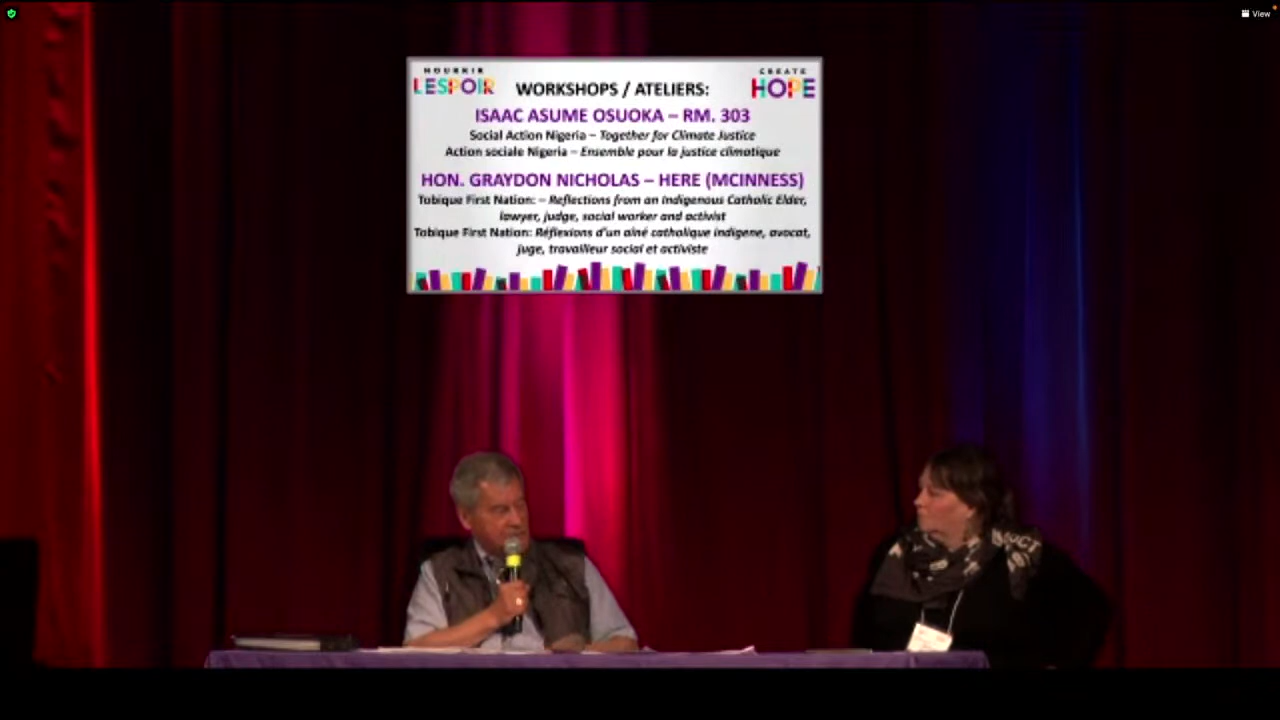 View
NOURRIR
L'ESPOIR
CREATE
HOPE
WORKSHOPS / ATELIERS:
ISAAC ASUME OSUOKA – RM. 303
Social Action Nigeria – Together for Climate Justice
Action sociale Nigeria – Ensemble pour la justice climatique
HON. GRAYDON NICHOLAS – HERE (MCINNESS)
Tobique First Nation: – Reflections from an Indigenous Catholic Elder,
lawyer, judge, social worker and activist
Tobique First Nation: Réflexions d'un aîné catholique indigene, avocat,
juge, travailleur social et activiste